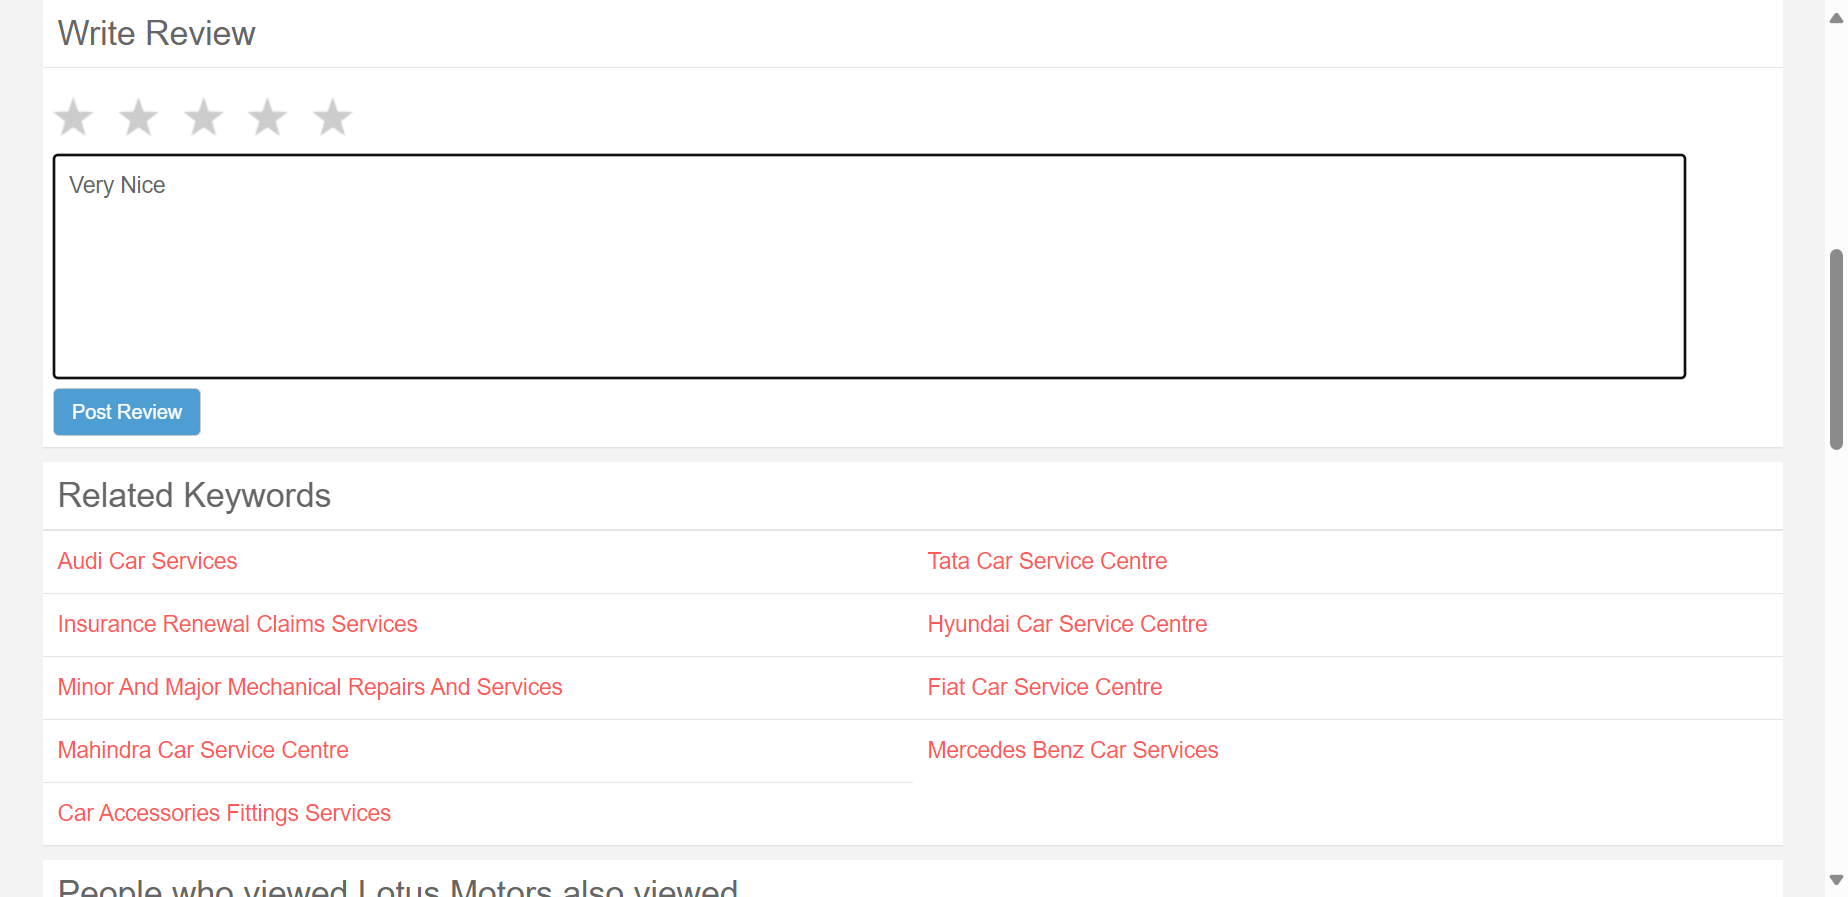 Write Review
Very Nice
Post Review
Related Keywords
Audi Car Services
Tata Car Service Centre
Insurance Renewal Claims Services
Hyundai Car Service Centre
Minor And Major Mechanical Repairs And Services
Fiat Car Service Centre
Mahindra Car Service Centre
Mercedes Benz Car Services
Car Accessories Fittings Services
People who viewed Lotus Motors also viewed